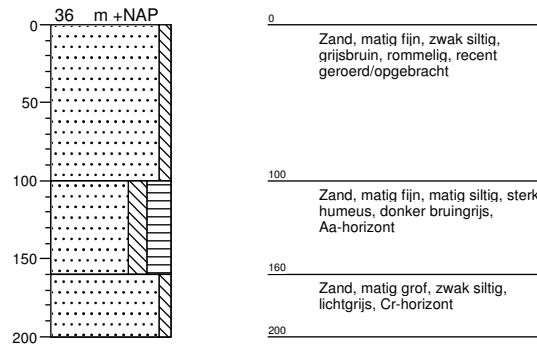 36 m +NAP
0
50
100
150
200
0
Zand, matig fijn, zwak siltig,
grijsbruin, rommelig, recent
geroerd/opgebracht
100
Zand, matig fijn, matig siltig, sterk
humeus, donker bruingrijs,
Aa-horizont
160
Zand, matig grof, zwak siltig,
lichtgrijs, Cr-horizont
200